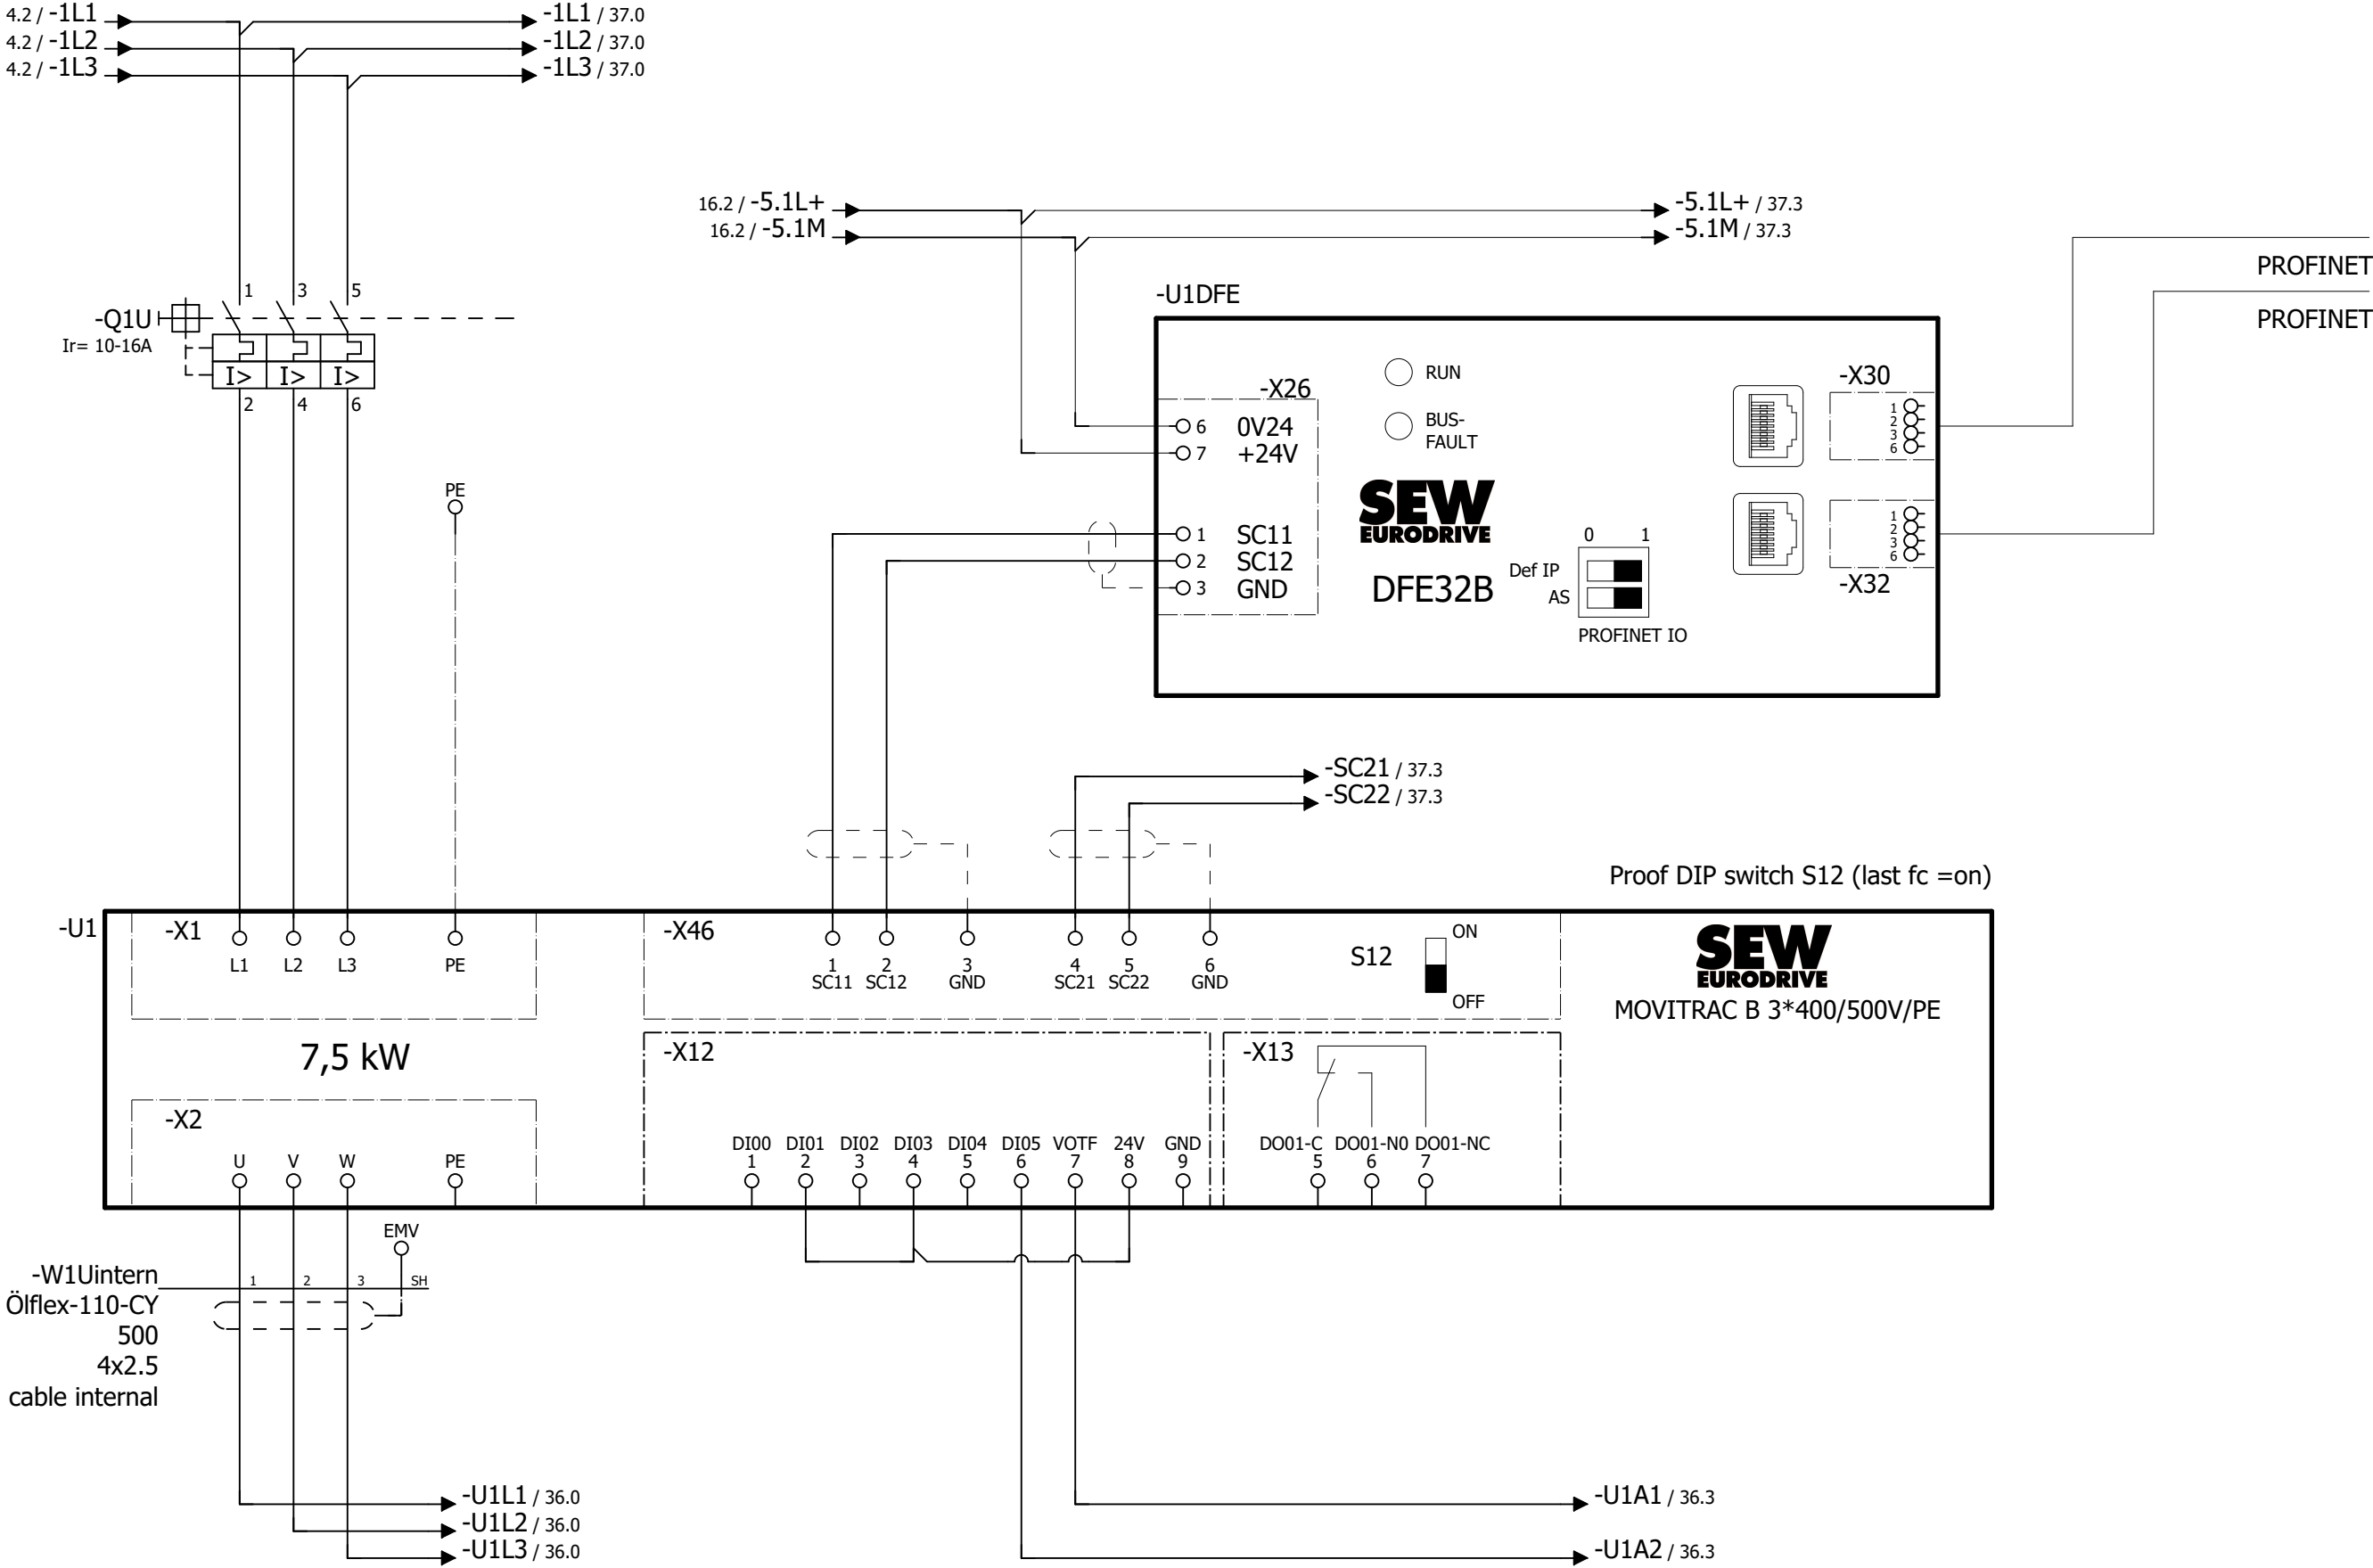 4.2 / -1L1
-1L1 / 37.0
4.2 / -1L2
-1L2 / 37.0
4.2 / -1L3
-1L3 / 37.0
16.2 / -5.1L+
-5.1L+ / 37.3
16.2 / -5.1M
-5.1M / 37.3
PROFINET
PROFINET
-Q1U
Ir= 10-16A
1 3 5
I> I> I>
2 4 6
PE
-U1DFE
-X26
6 0V24
7 +24V
1 SC11
2 SC12
3 GND
RUN
BUS-
FAULT
SEW
EURODRIVE
DFE32B
0 1
Def IP
AS
PROFINET IO
-X30
1
2
3
6
1
2
3
6
-X32
-SC21 / 37.3
-SC22 / 37.3
Proof DIP switch S12 (last fc =on)
-U1
-X1
L1 L2 L3 PE
-X46
1 2 3 4 5 6
SC11 SC12 GND SC21 SC22 GND
S12
ON
OFF
SEW
EURODRIVE
MOVITRAC B 3*400/500V/PE
7,5 kW
-X2
U V W PE
-X12
DI00 DI01 DI02 DI03 DI04 DI05 VOTF 24V GND
1 2 3 4 5 6 7 8 9
-X13
DO01-C DO01-N0 DO01-NC
5 6 7
EMV
-W1Uintern
1 2 3 SH
Ölflex-110-CY
500
4x2.5
cable internal
-U1L1 / 36.0
-U1L2 / 36.0
-U1L3 / 36.0
-U1A1 / 36.3
-U1A2 / 36.3